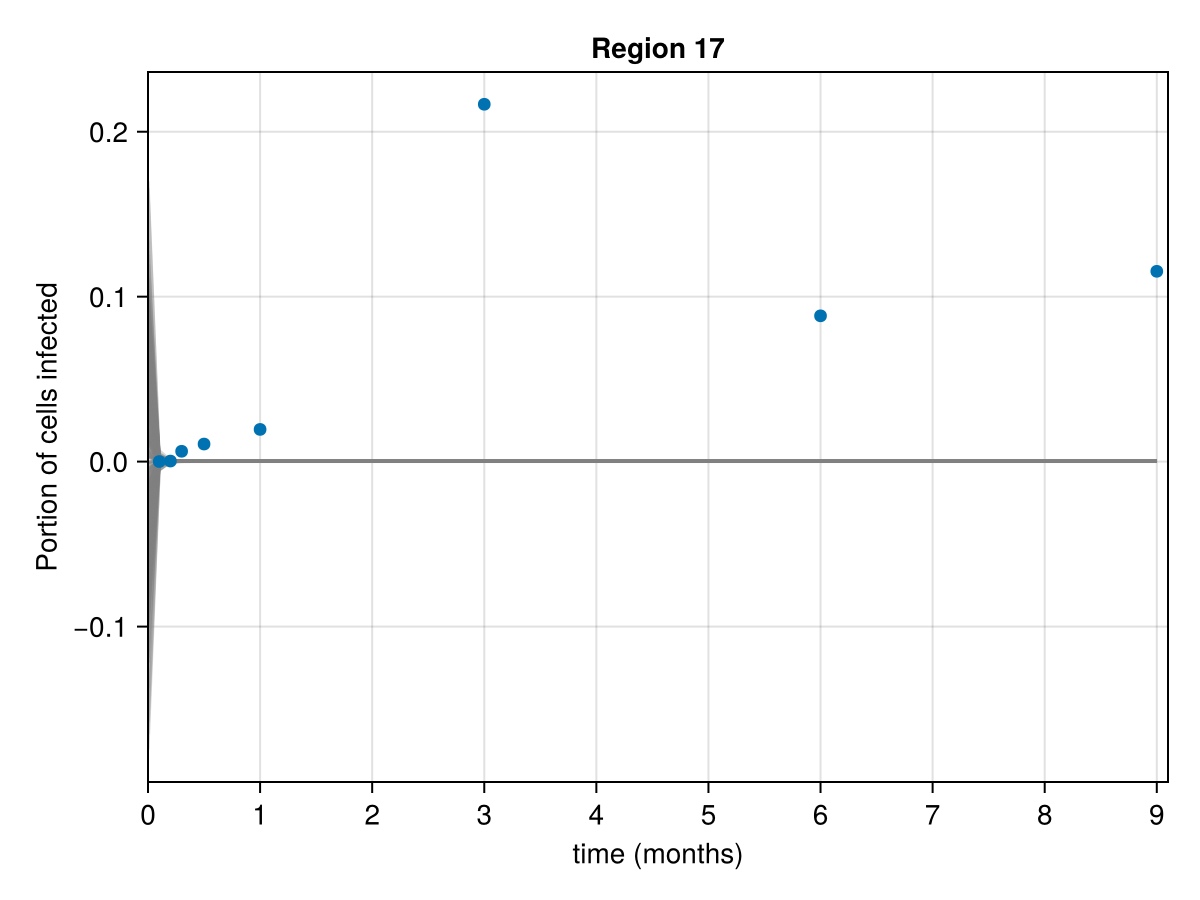 Region 17
Portion of cells infected
0.2
0.1
0.0
−0.1
0 1 2 3 4 5 6 7 8 9
time (months)